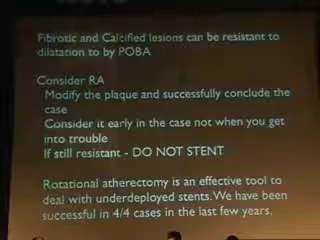 Fibrotic and Calcified lesions can be resistant to
dilatation to by POBA
Consider RA
Modify the plaque and successfully conclude the
case
Consider it early in the case not when you get
into trouble
If still resistant - DO NOT STENT
Rotational atherectomy is an effective tool to
deal with underdeployed stents. We have been
successful in 4/4 cases in the last few years.